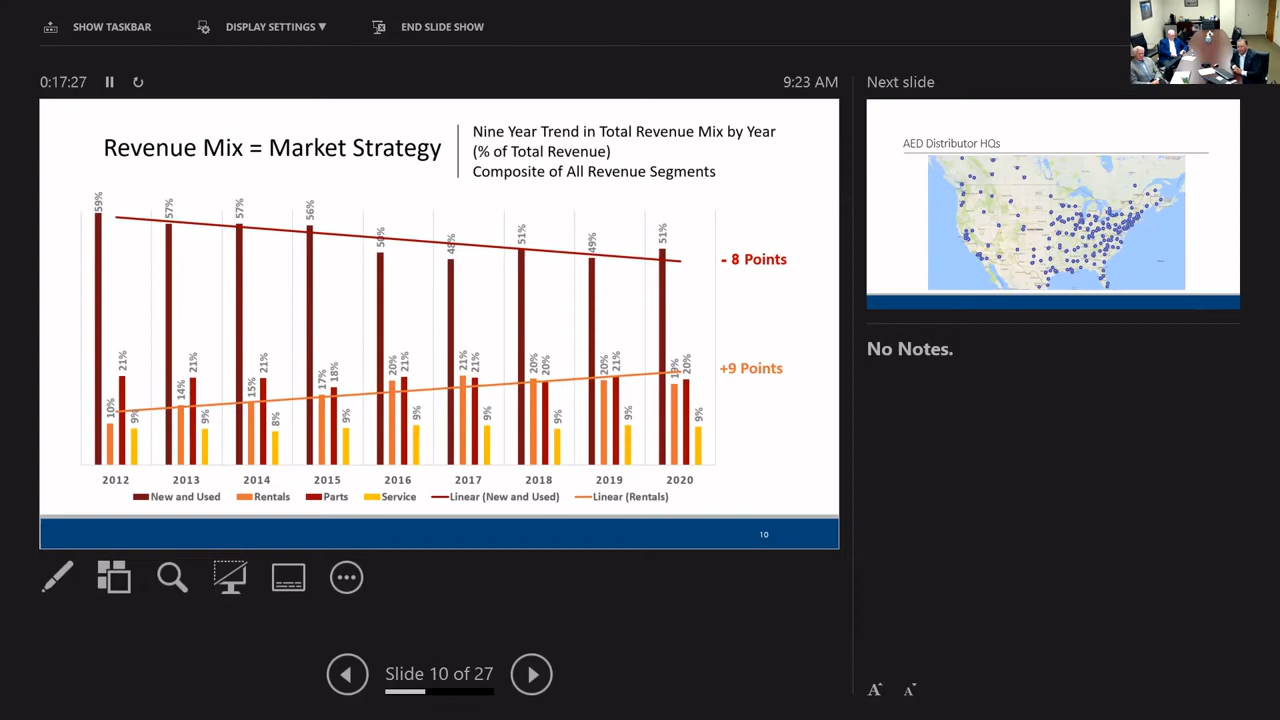 SHOW TASKBAR
DISPLAY SETTINGS ▼
END SLIDE SHOW
0:17:27
9:23 AM
Next slide
Revenue Mix = Market Strategy
Nine Year Trend in Total Revenue Mix by Year
(% of Total Revenue)
Composite of All Revenue Segments
59%
10%
21%
9%
57%
14%
21%
9%
57%
15%
21%
8%
56%
17%
18%
9%
50%
20%
21%
9%
48%
21%
21%
9%
51%
20%
20%
9%
49%
20%
21%
9%
51%
19%
20%
9%
- 8 Points
+9 Points
2012 2013 2014 2015 2016 2017 2018 2019 2020
New and Used Rentals Parts Service Linear (New and Used) Linear (Rentals)
10
AED Distributor HQs
No Notes.
Slide 10 of 27
A A